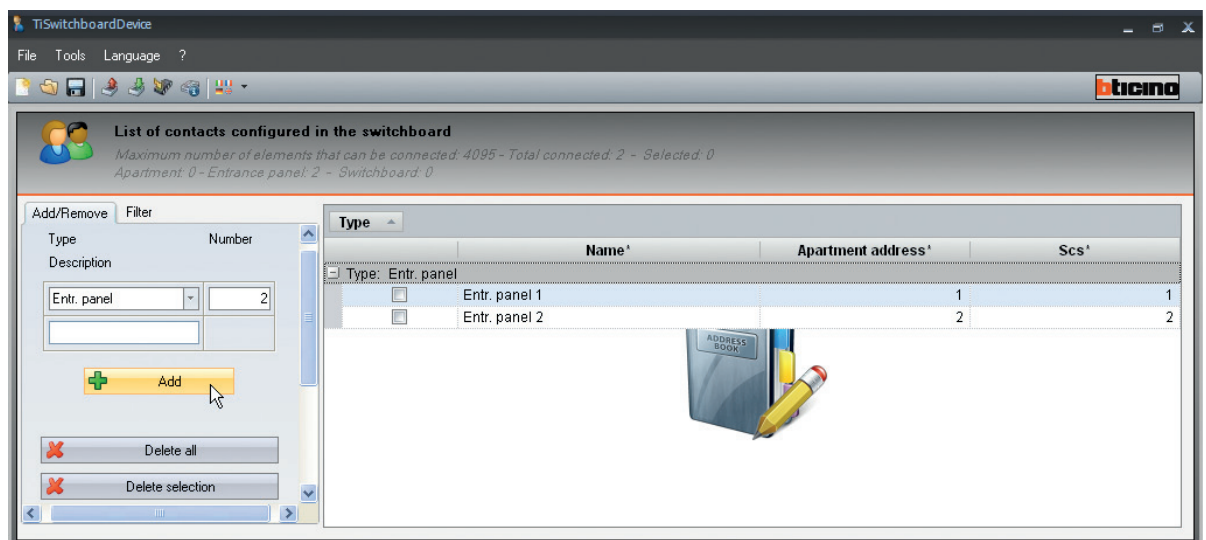 TiSwitchboardDevice
File Tools Language ?
bticino
List of contacts configured in the switchboard
Maximum number of elements that can be connected: 4095 - Total connected: 2 - Selected: 0
Apartment: 0 - Entrance panel: 2 - Switchboard: 0
Add/Remove Filter
Type Number
Description
Entr. panel 2
Add
Delete all
Delete selection
Type
Name* Apartment address* Scs*
Type: Entr. panel
Entr. panel 1 1 1
Entr. panel 2 2 2
ADDRESS
BOOK